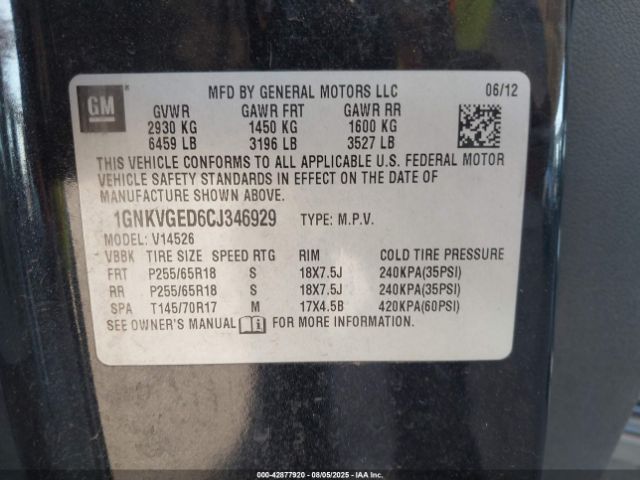 GM
MFD BY GENERAL MOTORS LLC 06/12
GVWR GAWR FRT GAWR RR
2930 KG 1450 KG 1600 KG
6459 LB 3196 LB 3527 LB
THIS VEHICLE CONFORMS TO ALL APPLICABLE U.S. FEDERAL MOTOR
VEHICLE SAFETY STANDARDS IN EFFECT ON THE DATE OF
MANUFACTURE SHOWN ABOVE.
1GNKVGED6CJ346929 TYPE: M.P.V.
MODEL: V14526
VBBK TIRE SIZE SPEED RTG RIM COLD TIRE PRESSURE
FRT P255/65R18 S 18X7.5J 240KPA(35PSI)
RR P255/65R18 S 18X7.5J 240KPA(35PSI)
SPA T145/70R17 M 17X4.5B 420KPA(60PSI)
SEE OWNER'S MANUAL FOR MORE INFORMATION.
000-42877920 - 08/05/2025 - IAAI.COM